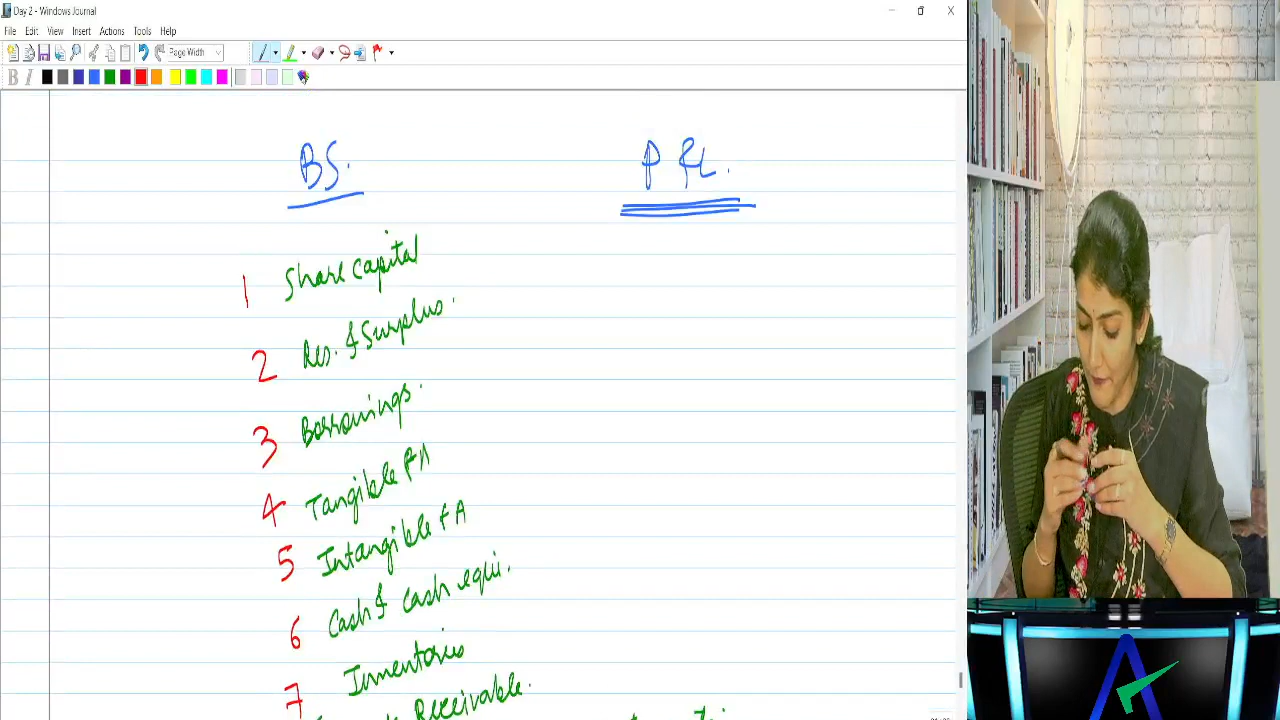 Day 2 - Windows Journal
File Edit View Insert Actions Tools Help
Page Width
B I
BS. P&L.
1 Share capital
2 Res. & Surplus.
3 Borrowings.
4 Tangible FA
5 Intangible FA
6 Cash & cash equi.
7 Inventories
Receivable.